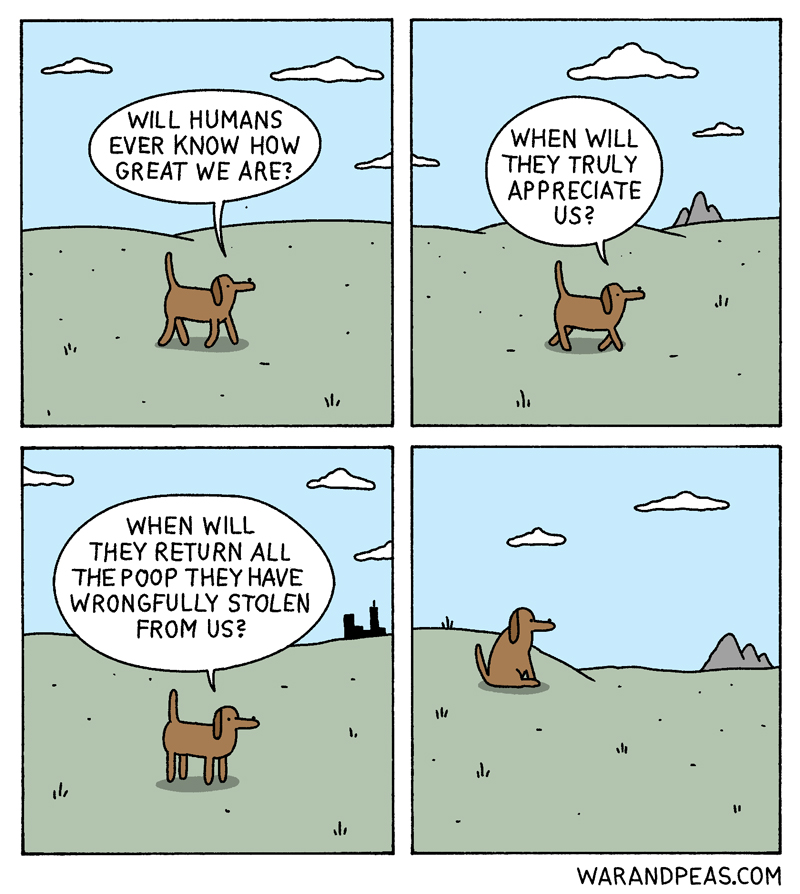 WILL HUMANS
EVER KNOW HOW
GREAT WE ARE?
WHEN WILL
THEY TRULY
APPRECIATE
US?
WHEN WILL
THEY RETURN ALL
THE POOP THEY HAVE
WRONGFULLY STOLEN
FROM US?
WARANDPEAS.COM